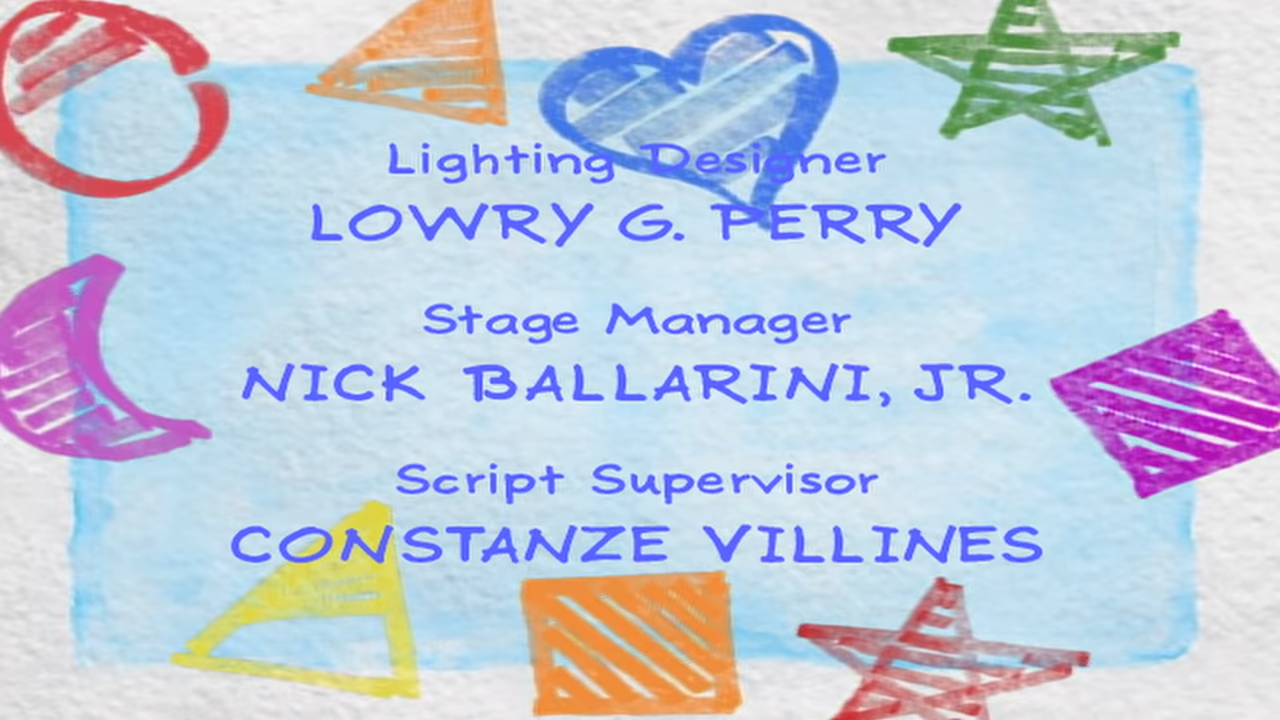 Lighting Designer
LOWRY G. PERRY
Stage Manager
NICK BALLARINI, JR.
Script Supervisor
CONSTANZE VILLINES